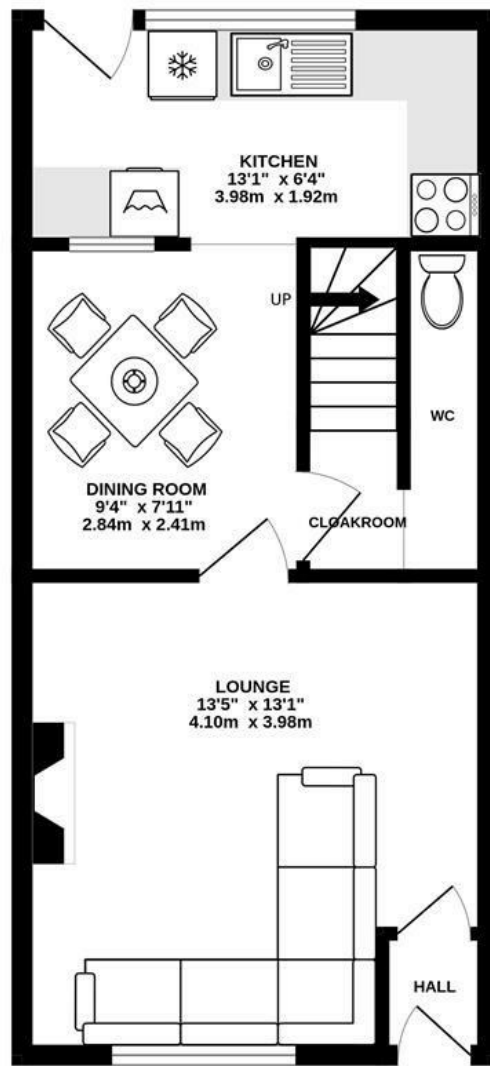 KITCHEN
13'1" x 6'4"
3.98m x 1.92m
UP
WC
DINING ROOM
9'4" x 7'11"
2.84m x 2.41m
CLOAKROOM
LOUNGE
13'5" x 13'1"
4.10m x 3.98m
HALL